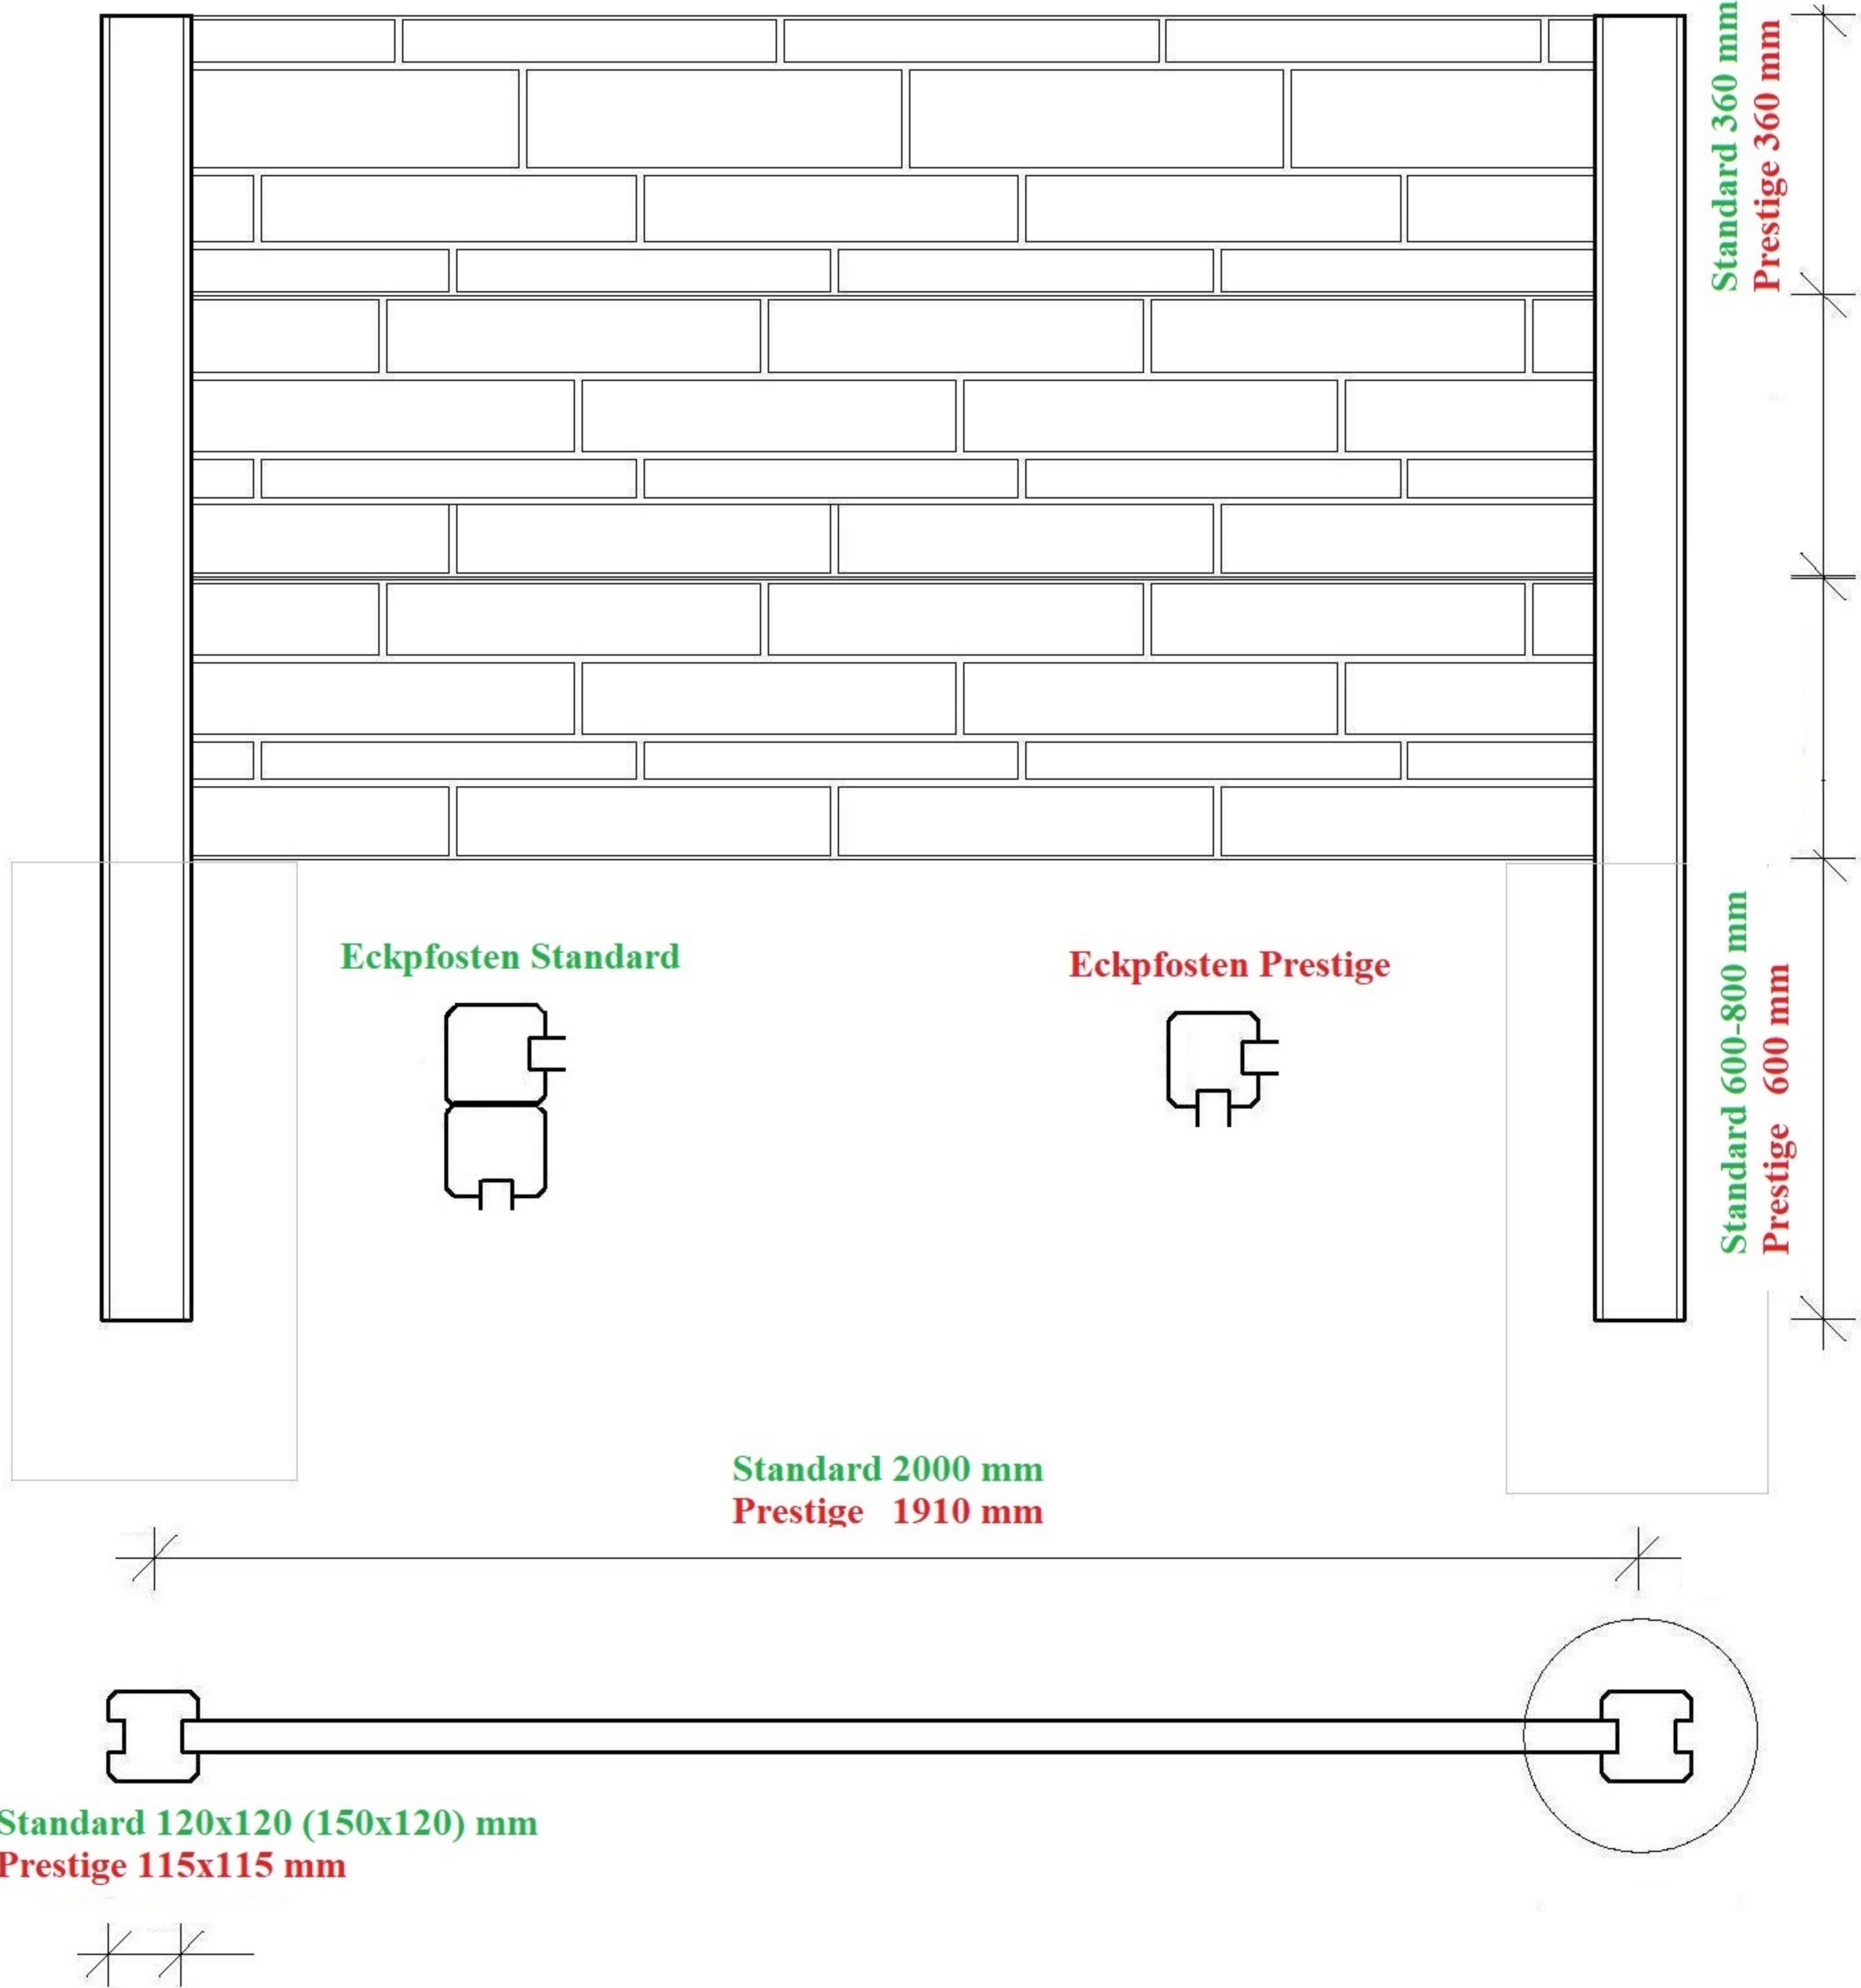 Standard 360 mm
Prestige 360 mm
Eckpfosten Standard
Eckpfosten Prestige
Standard 600-800 mm
Prestige 600 mm
Standard 2000 mm
Prestige 1910 mm
Standard 120x120 (150x120) mm
Prestige 115x115 mm